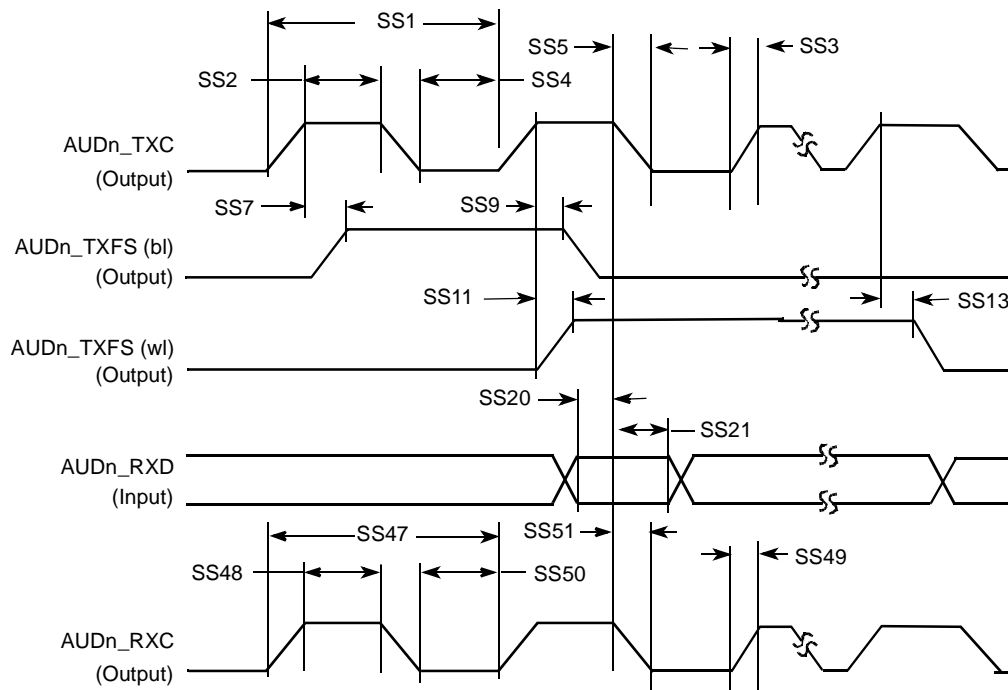 SS1
SS5
SS3
SS2
SS4
AUDn_TXC
(Output)
SS7
SS9
AUDn_TXFS (bl)
(Output)
SS11
SS13
AUDn_TXFS (wl)
(Output)
SS20
SS21
AUDn_RXD
(Input)
SS47
SS51
SS49
SS48
SS50
AUDn_RXC
(Output)